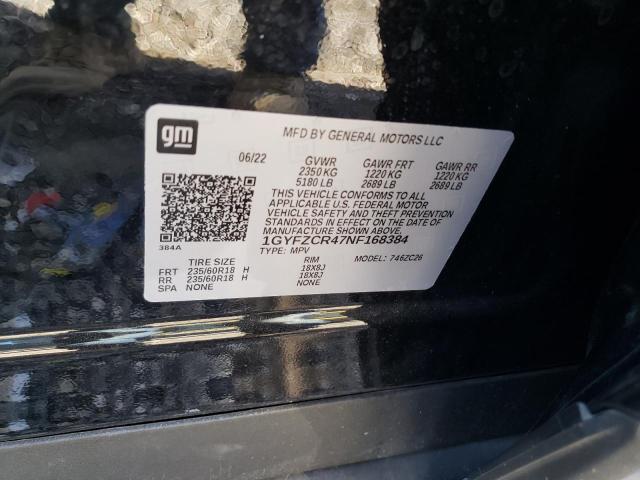 gm
MFD BY GENERAL MOTORS LLC
06/22 GVWR GAWR FRT GAWR RR
2350 KG 1220 KG 1220 KG
5180 LB 2689 LB 2689 LB
THIS VEHICLE CONFORMS TO ALL
APPLICABLE U.S. FEDERAL MOTOR
VEHICLE SAFETY AND THEFT PREVENTION
STANDARDS IN EFFECT ON THE DATE OF
MANUFACTURE SHOWN ABOVE.
384A 1GYFZCR47NF168384
TYPE: MPV MODEL: 746ZC26
TIRE SIZE RIM
FRT 235/60R18 H 18X8J
RR 235/60R18 H 18X8J
SPA NONE NONE